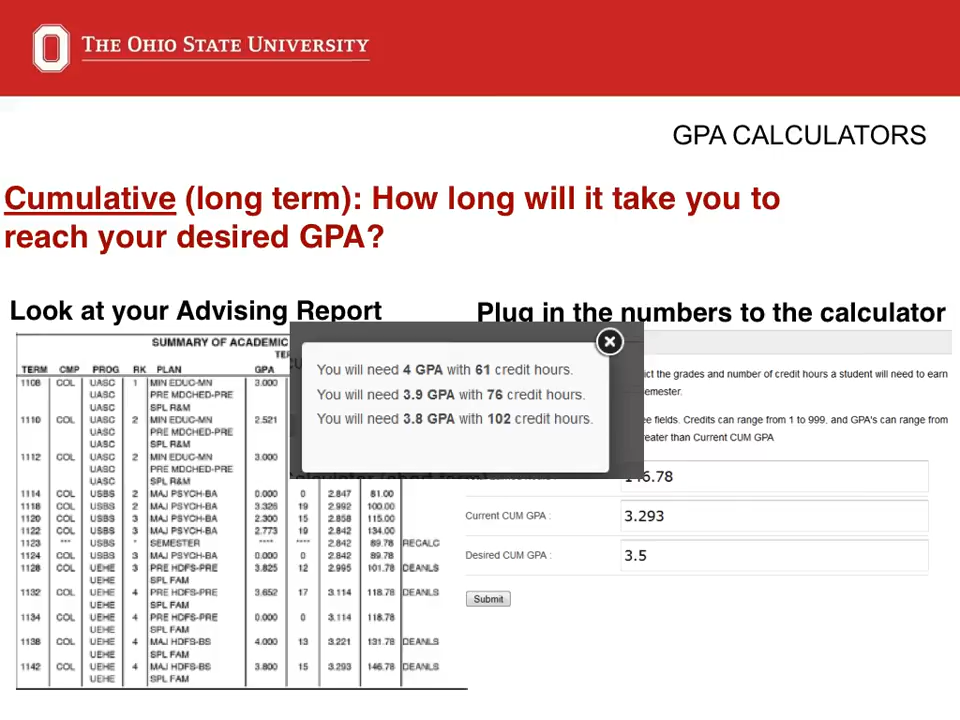 THE OHIO STATE UNIVERSITY
GPA CALCULATORS
Cumulative (long term): How long will it take you to
reach your desired GPA?
Look at your Advising Report
SUMMARY OF ACADEMIC
TERM CMP PROG RK PLAN GPA
1108 COL UASC 1 MIN EDUC-MN 3.000
UASC PRE MDCHED-PRE
UASC SPL R&M
1110 COL UASC 2 MIN EDUC-MN 2.521
UASC PRE MDCHED-PRE
UASC SPL R&M
1112 COL UASC 2 MIN EDUC-MN 3.000
UASC PRE MDCHED-PRE
UASC SPL R&M
1114 COL USBS 2 MAJ PSYCH-BA 0.000 0 2.847 81.00
1118 COL USBS 2 MAJ PSYCH-BA 3.326 19 2.992 100.00
1120 COL USBS 3 MAJ PSYCH-BA 2.300 15 2.858 115.00
1122 COL USBS 3 MAJ PSYCH-BA 2.773 19 2.842 134.00
1123 *** USBS * SEMESTER **** **** 2.842 89.78 RECALC
1124 COL USBS 3 MAJ PSYCH-BA 0.000 0 2.842 89.78
1128 COL UEHE 3 PRE HDFS-PRE 3.825 12 2.995 101.78 DEANLS
UEHE SPL FAM
1132 COL UEHE 4 PRE HDFS-PRE 3.652 17 3.114 118.78 DEANLS
UEHE SPL FAM
1134 COL UEHE 4 PRE HDFS-PRE 0.000 0 3.114 118.78
UEHE SPL FAM
1138 COL UEHE 4 MAJ HDFS-BS 4.000 13 3.221 131.78 DEANLS
UEHE SPL FAM
1142 COL UEHE 4 MAJ HDFS-BS 3.800 15 3.293 146.78 DEANLS
UEHE SPL FAM
You will need 4 GPA with 61 credit hours.
You will need 3.9 GPA with 76 credit hours.
You will need 3.8 GPA with 102 credit hours.
Plug in the numbers to the calculator
the grades and number of credit hours a student will need to earn
fields. Credits can range from 1 to 999, and GPA's can range from
than Current CUM GPA
Current CUM GPA : 3.293
Desired CUM GPA : 3.5
Submit